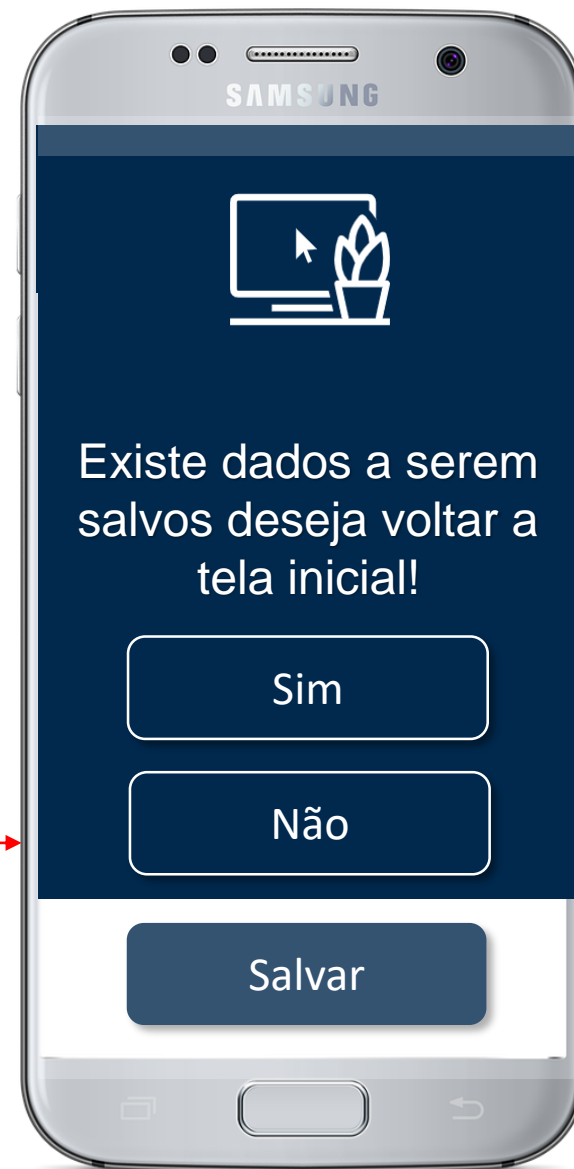 SAMSUNG
Existe dados a serem
salvos deseja voltar a
tela inicial!
Sim
Não
Salvar